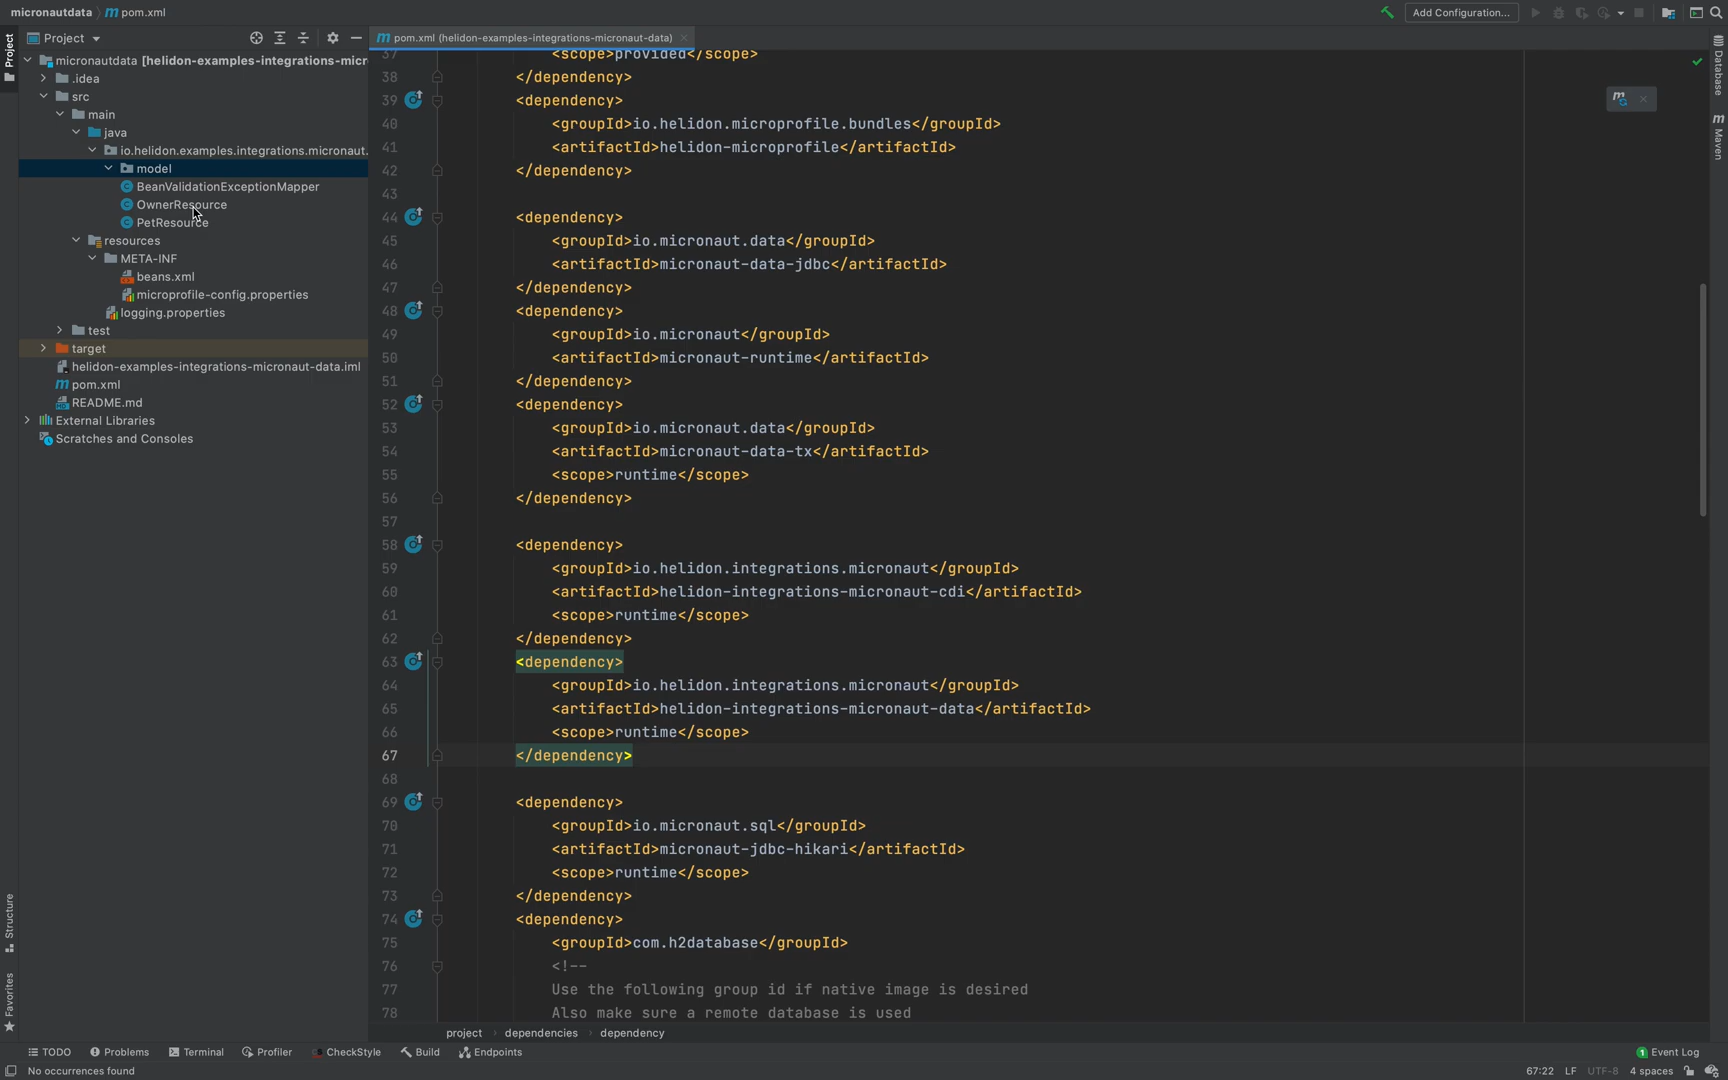 micronautdata
pom.xml
Add Configuration...
Project
Project
pom.xml (helidon-examples-integrations-micronaut-data)
micronautdata [helidon-examples-integrations-micr
.idea
src
main
java
io.helidon.examples.integrations.micronaut.
model
BeanValidationExceptionMapper
OwnerResource
PetResource
resources
META-INF
beans.xml
microprofile-config.properties
logging.properties
test
target
helidon-examples-integrations-micronaut-data.iml
pom.xml
README.md
External Libraries
Scratches and Consoles
Structure
Favorites
Database
Maven
37 <scope>provided</scope>
38 </dependency>
39 <dependency>
40 <groupId>io.helidon.microprofile.bundles</groupId>
41 <artifactId>helidon-microprofile</artifactId>
42 </dependency>
43
44 <dependency>
45 <groupId>io.micronaut.data</groupId>
46 <artifactId>micronaut-data-jdbc</artifactId>
47 </dependency>
48 <dependency>
49 <groupId>io.micronaut</groupId>
50 <artifactId>micronaut-runtime</artifactId>
51 </dependency>
52 <dependency>
53 <groupId>io.micronaut.data</groupId>
54 <artifactId>micronaut-data-tx</artifactId>
55 <scope>runtime</scope>
56 </dependency>
57
58 <dependency>
59 <groupId>io.helidon.integrations.micronaut</groupId>
60 <artifactId>helidon-integrations-micronaut-cdi</artifactId>
61 <scope>runtime</scope>
62 </dependency>
63 <dependency>
64 <groupId>io.helidon.integrations.micronaut</groupId>
65 <artifactId>helidon-integrations-micronaut-data</artifactId>
66 <scope>runtime</scope>
67 </dependency>
68
69 <dependency>
70 <groupId>io.micronaut.sql</groupId>
71 <artifactId>micronaut-jdbc-hikari</artifactId>
72 <scope>runtime</scope>
73 </dependency>
74 <dependency>
75 <groupId>com.h2database</groupId>
76 <!--
77 Use the following group id if native image is desired
78 Also make sure a remote database is used
project dependencies dependency
TODO Problems Terminal Profiler CheckStyle Build Endpoints
1 Event Log
No occurrences found
67:22 LF UTF-8 4 spaces